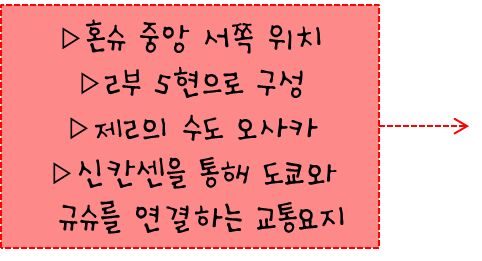 ▷혼슈 중앙 서쪽 위치
▷2부 5현으로 구성
▷제2의 수도 오사카
▷신칸센을 통해 도쿄와
규슈를 연결하는 교통요지